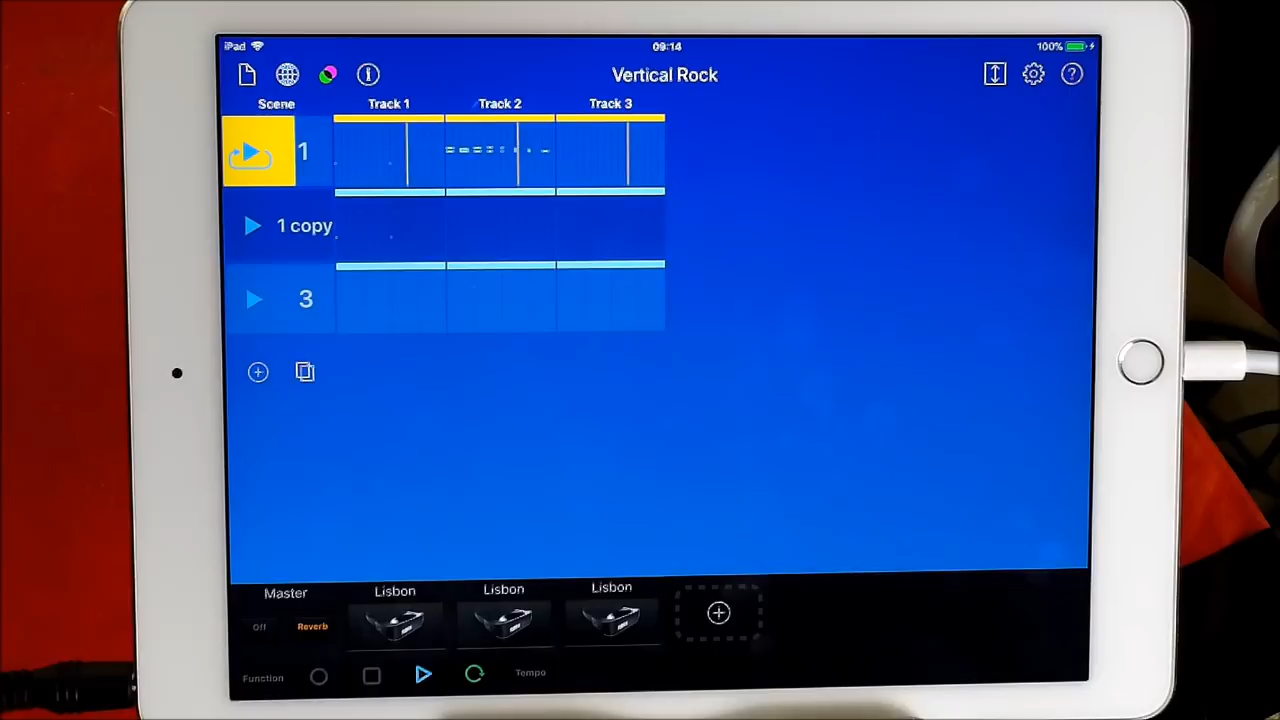 iPad 09:14 100%
Vertical Rock
Scene Track 1 Track 2 Track 3
1
1 copy
3
Master Lisbon Lisbon Lisbon
Off Reverb
Function Tempo